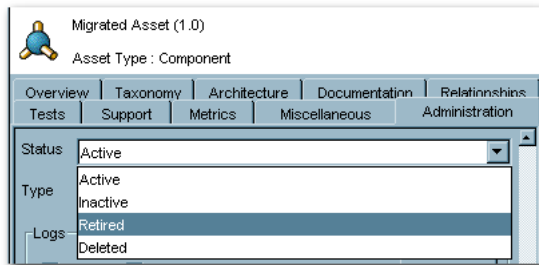 Migrated Asset (1.0)
Asset Type : Component
Overview Taxonomy Architecture Documentation Relationships
Tests Support Metrics Miscellaneous Administration
Status Active
Active
Type
Inactive
Retired
Logs
Deleted